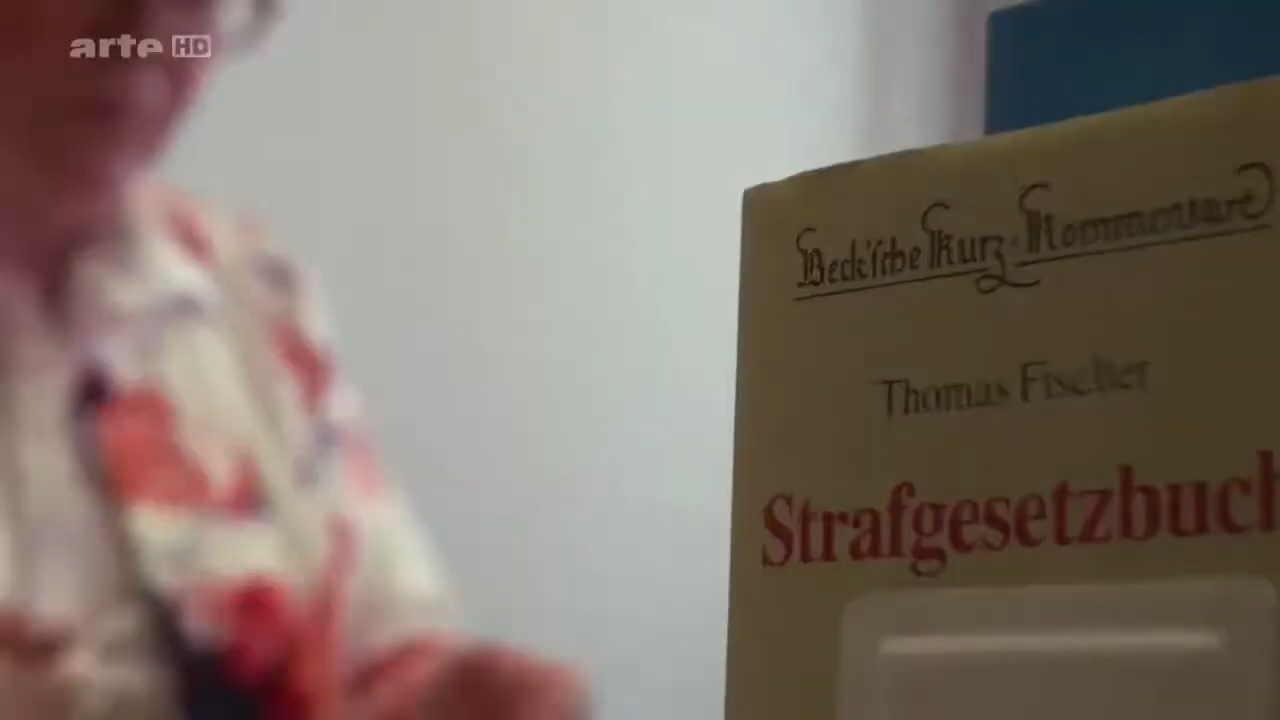 arte HD
Beck'sche Kurz-Kommentare
Thomas Fischer
Strafgesetzbuch